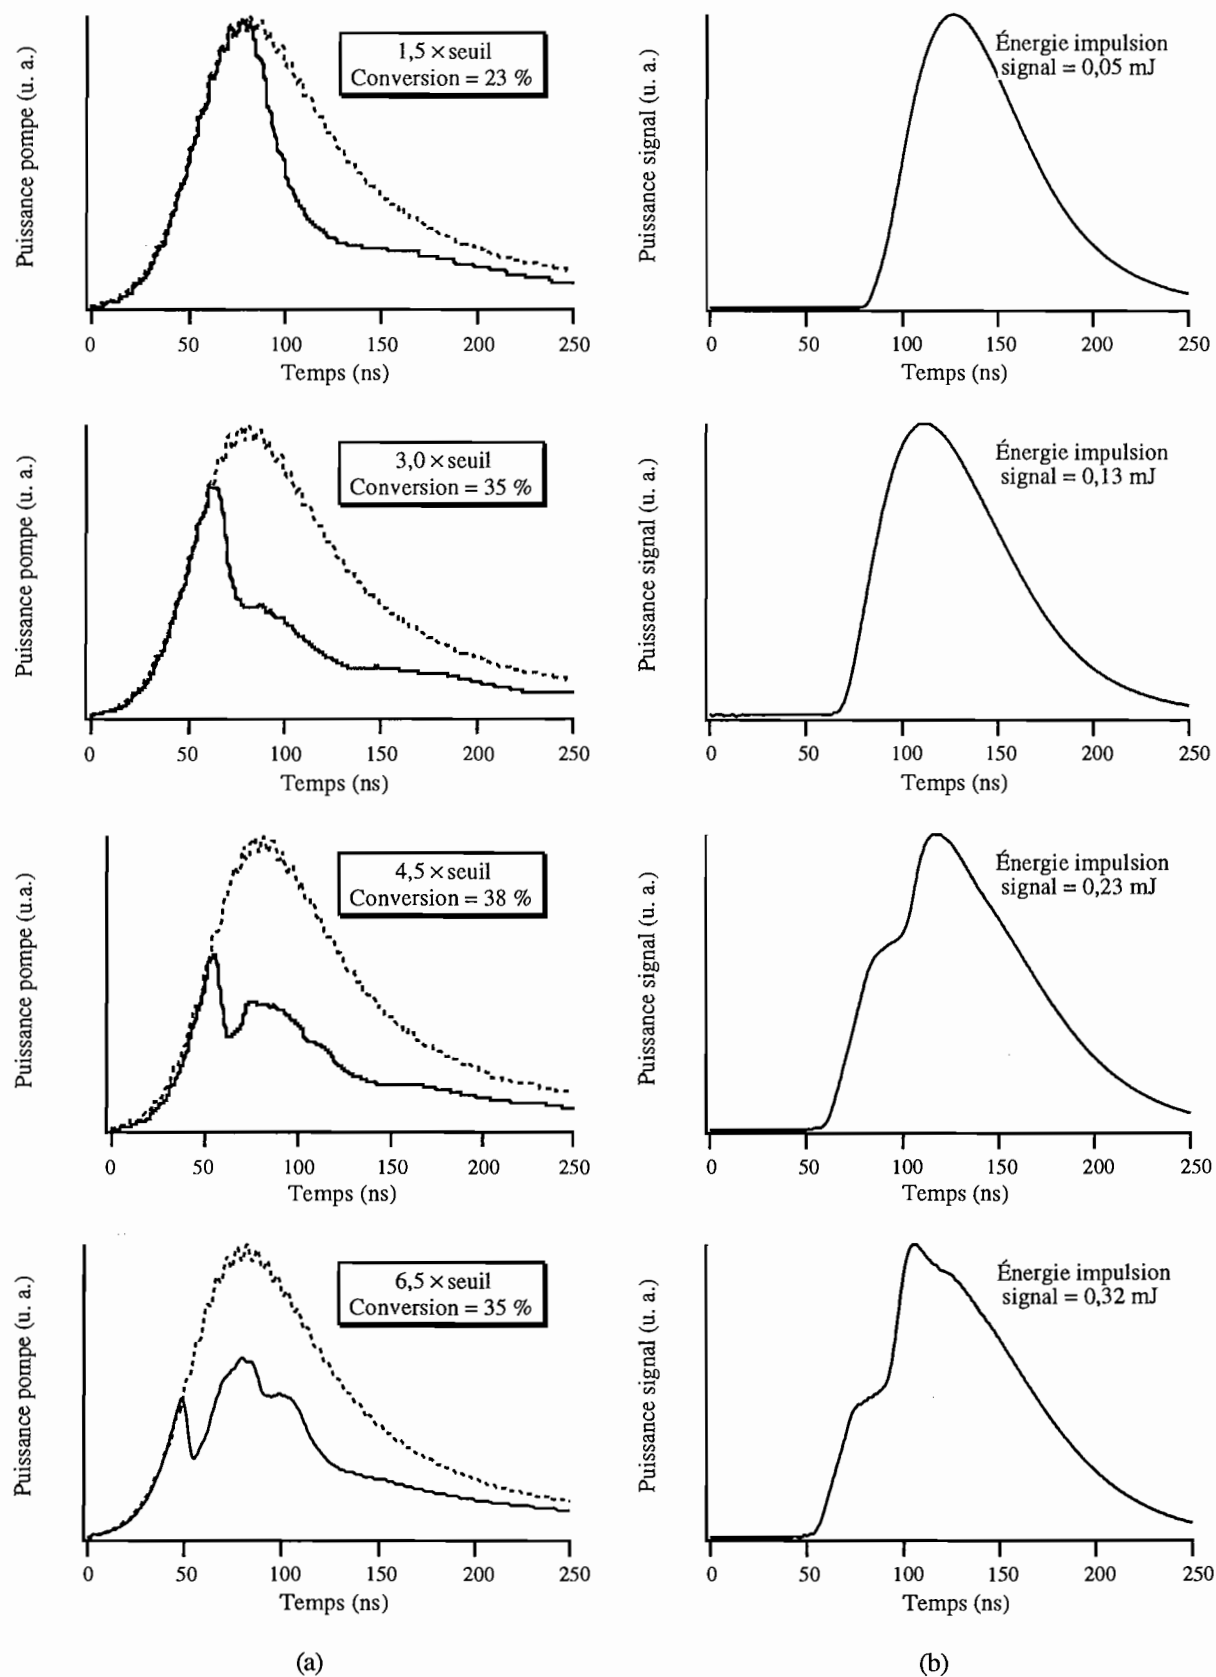 Puissance pompe (u. a.)
1,5 × seuil
Conversion = 23 %
0 50 100 150 200 250
Temps (ns)
Puissance signal (u. a.)
Énergie impulsion
signal = 0,05 mJ
0 50 100 150 200 250
Temps (ns)
Puissance pompe (u. a.)
3,0 × seuil
Conversion = 35 %
0 50 100 150 200 250
Temps (ns)
Puissance signal (u. a.)
Énergie impulsion
signal = 0,13 mJ
0 50 100 150 200 250
Temps (ns)
Puissance pompe (u.a.)
4,5 × seuil
Conversion = 38 %
0 50 100 150 200 250
Temps (ns)
Puissance signal (u. a.)
Énergie impulsion
signal = 0,23 mJ
0 50 100 150 200 250
Temps (ns)
Puissance pompe (u. a.)
6,5 × seuil
Conversion = 35 %
0 50 100 150 200 250
Temps (ns)
Puissance signal (u. a.)
Énergie impulsion
signal = 0,32 mJ
0 50 100 150 200 250
Temps (ns)
(a)
(b)